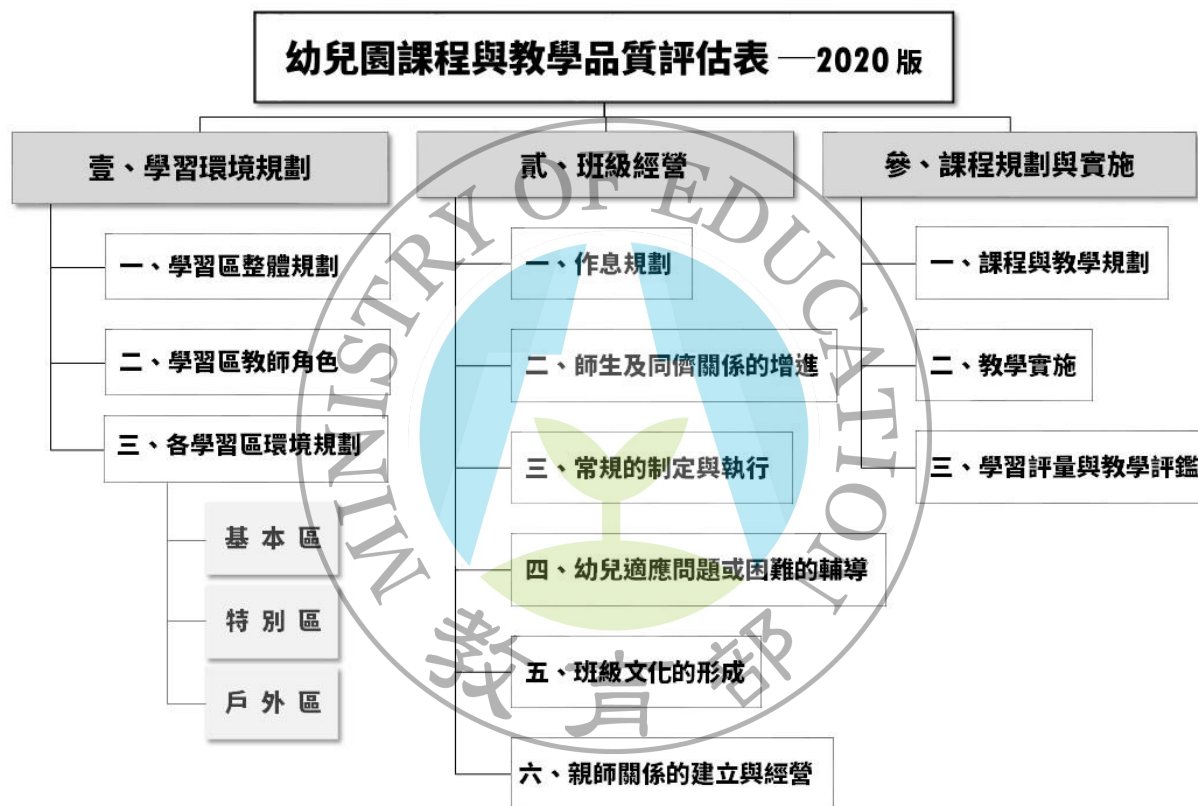 幼兒園課程與教學品質評估表 —2020 版
壹、學習環境規劃
一、學習區整體規劃
二、學習區教師角色
三、各學習區環境規劃
基本區
特別區
戶外區
貳、班級經營
一、作息規劃
二、師生及同儕關係的增進
三、常規的制定與執行
四、幼兒適應問題或困難的輔導
五、班級文化的形成
六、親師關係的建立與經營
參、課程規劃與實施
一、課程與教學規劃
二、教學實施
三、學習評量與教學評鑑
MINISTRY OF EDUCATION
教育部